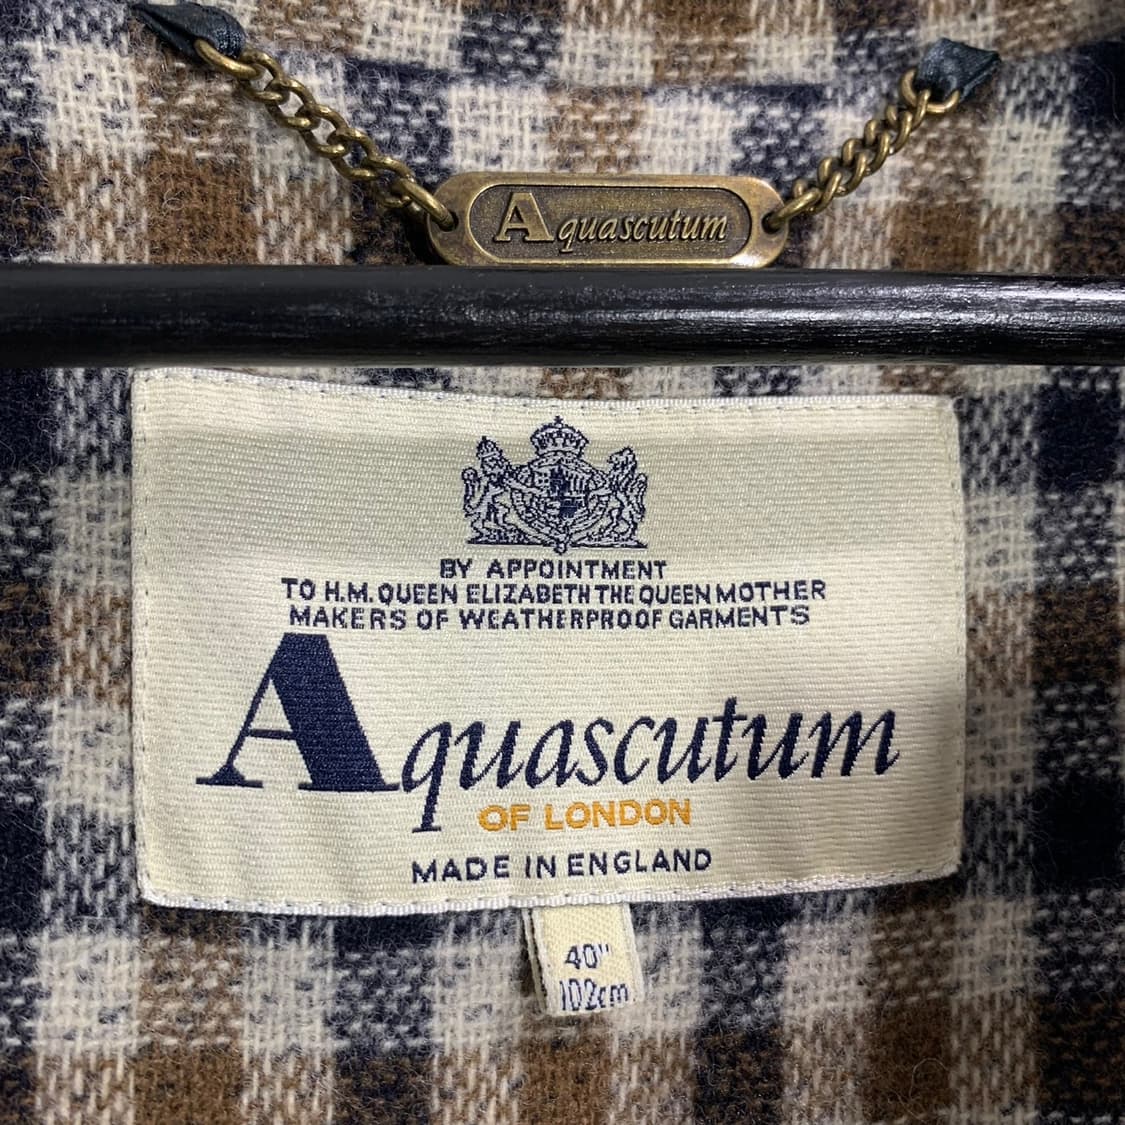 Aquascutum
BY APPOINTMENT
TO H.M. QUEEN ELIZABETH THE QUEEN MOTHER
MAKERS OF WEATHERPROOF GARMENTS
Aquascutum
OF LONDON
MADE IN ENGLAND
40"
102cm